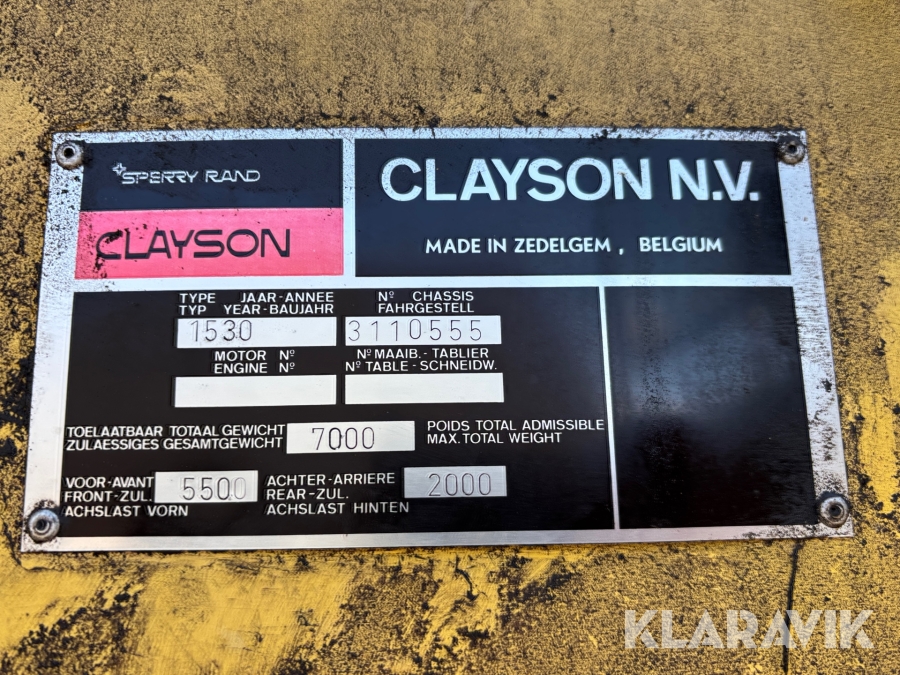 SPERRY RAND
CLAYSON
CLAYSON N.V.
MADE IN ZEDELGEM, BELGIUM
TYPE JAAR-ANNEE
TYP YEAR-BAUJAHR
1530
Nº CHASSIS
FAHRGESTELL
3110555
MOTOR Nº
ENGINE Nº
Nº MAAIB.-TABLIER
Nº TABLE-SCHNEIDW.
TOELAATBAAR TOTAAL GEWICHT
ZULAESSIGES GESAMTGEWICHT
7000
POIDS TOTAL ADMISSIBLE
MAX. TOTAL WEIGHT
VOOR-AVANT
FRONT-ZUL.
ACHSLAST VORN
5500
ACHTER-ARRIERE
REAR-ZUL.
ACHSLAST HINTEN
2000
KLARAVIK